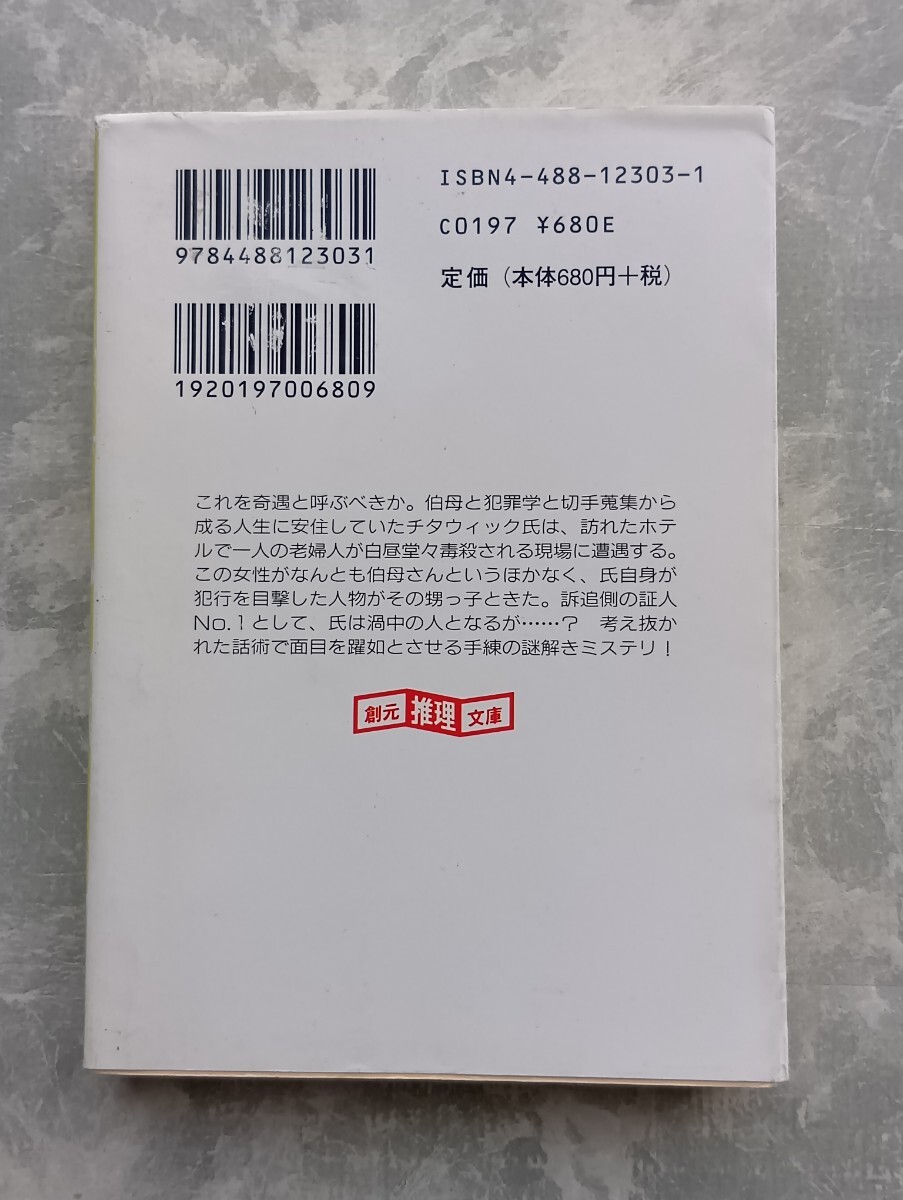 ISBN4-488-12303-1
C0197 ¥680E
定価（本体680円＋税）
9784488123031
1920197006809
これを奇遇と呼ぶべきか。伯母と犯罪学と切手蒐集から
成る人生に安住していたチタウィック氏は、訪れたホテ
ルで一人の老婦人が白昼堂々毒殺される現場に遭遇する。
この女性がなんとも伯母さんというほかなく、氏自身が
犯行を目撃した人物がその甥っ子ときた。訴追側の証人
No.1として、氏は渦中の人となるが……？　考え抜か
れた話術で面目を躍如とさせる手練の謎解きミステリ！
創元推理文庫